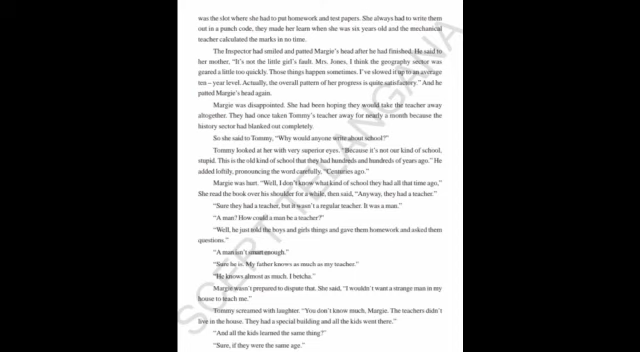 was the slot where she had to put homework and test papers. She always had to write them
out in a punch code, they made her learn when she was six years old and the mechanical
teacher calculated the marks in no time.
The Inspector had smiled and patted Margie's head after he had finished. He said to
her mother, "It's not the little girl's fault. Mrs. Jones, I think the geography sector was
geared a little too quickly. Those things happen sometimes. I've slowed it up to an average
ten – year level. Actually, the overall pattern of her progress is quite satisfactory." And he
patted Margie's head again.
Margie was disappointed. She had been hoping they would take the teacher away
altogether. They had once taken Tommy's teacher away for nearly a month because the
history sector had blanked out completely.
So she said to Tommy, "Why would anyone write about school?"
Tommy looked at her with very superior eyes. "Because it's not our kind of school,
stupid. This is the old kind of school that they had hundreds and hundreds of years ago." He
added loftily, pronouncing the word carefully, "Centuries ago."
Margie was hurt. "Well, I don't know what kind of school they had all that time ago,"
She read the book over his shoulder for a while, then said, "Anyway, they had a teacher."
"Sure they had a teacher, but it wasn't a regular teacher. It was a man."
"A man? How could a man be a teacher?"
"Well, he just told the boys and girls things and gave them homework and asked them
questions."
"A man isn't smart enough."
"Sure he is. My father knows as much as my teacher."
"He knows almost as much, I betcha."
Margie wasn't prepared to dispute that. She said, "I wouldn't want a strange man in my
house to teach me."
Tommy screamed with laughter. "You don't know much, Margie. The teachers didn't
live in the house. They had a special building and all the kids went there."
"And all the kids learned the same thing?"
"Sure, if they were the same age."
SCERT TELANGANA